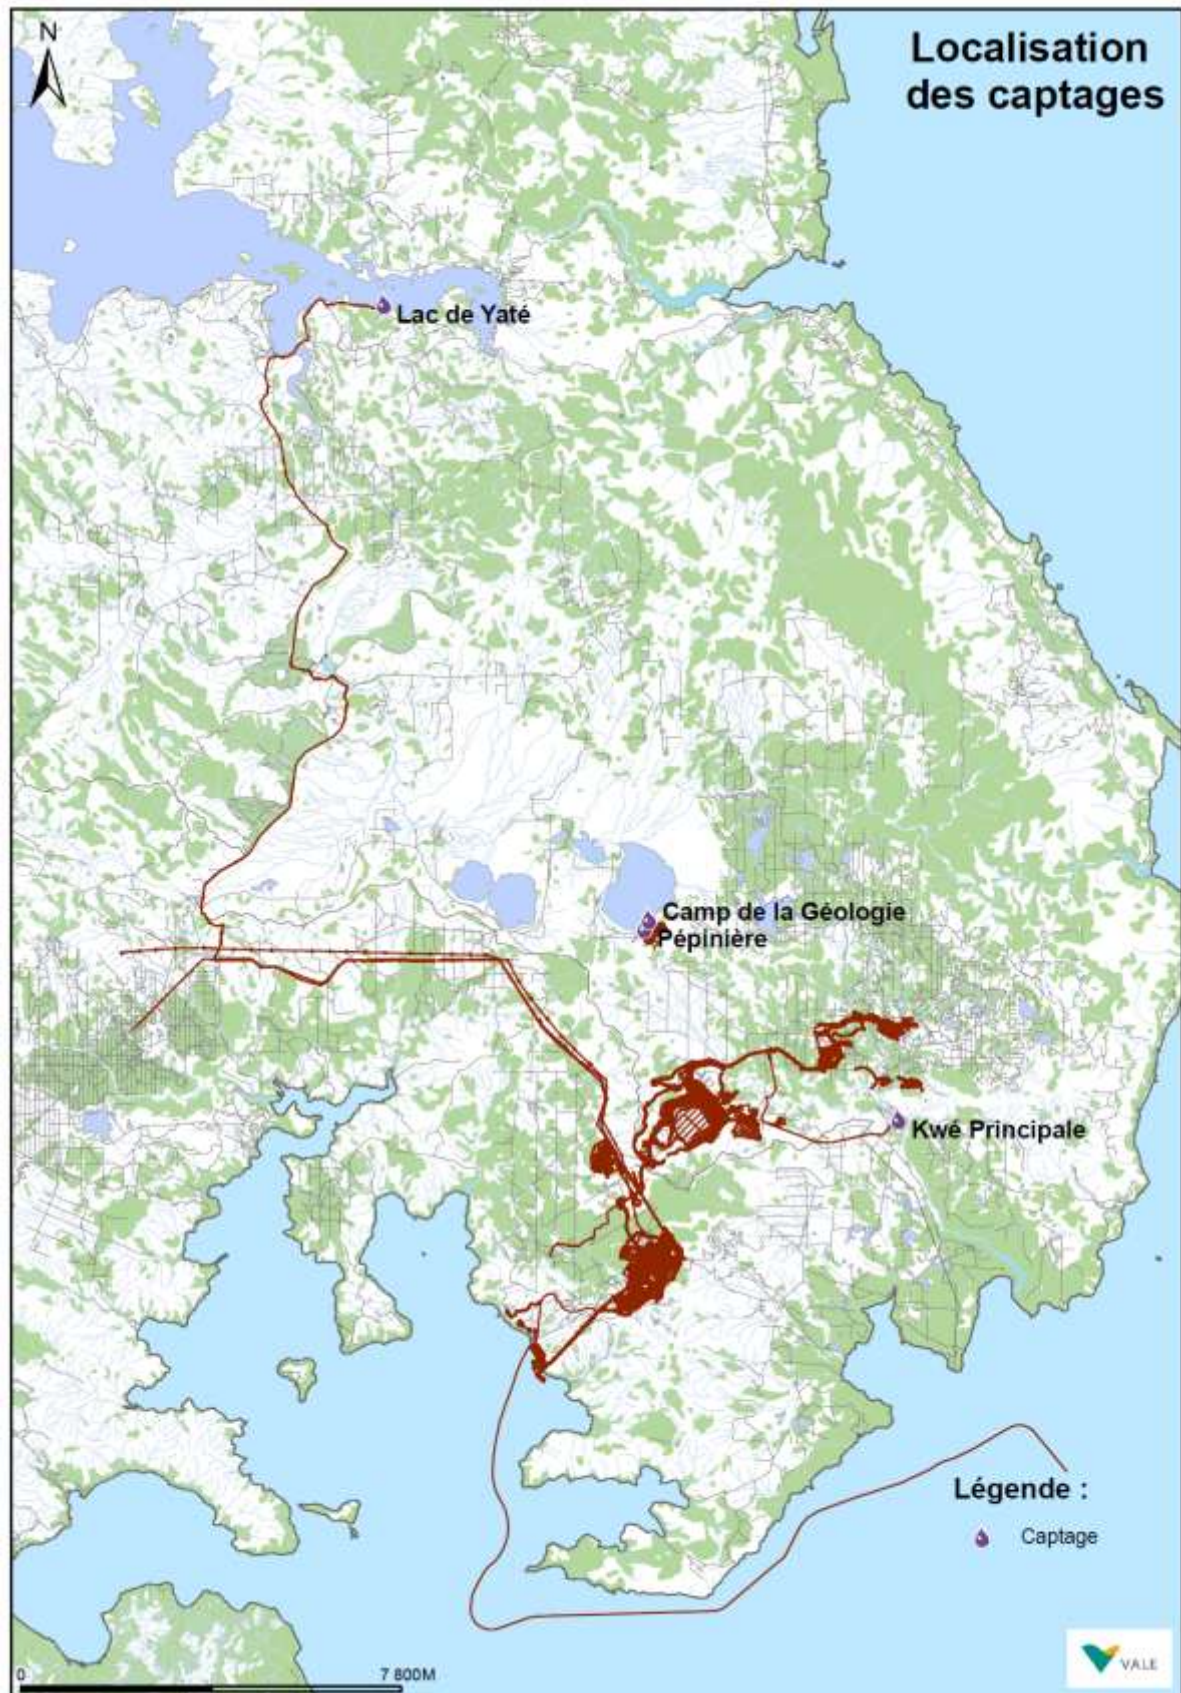 N
Localisation
des captages
Lac de Yaté
Camp de la Géologie
Pépinière
Kwé Principale
Légende :
Captage
0
7 800M
VALE